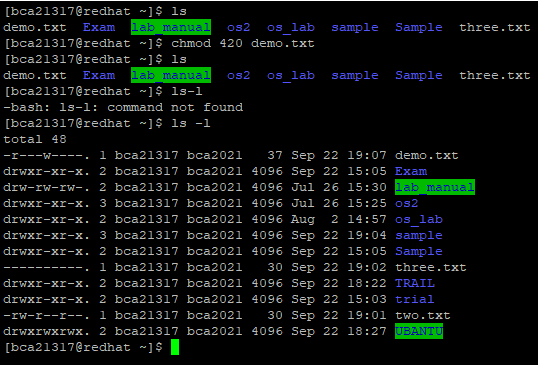 [bca21317@redhat ~]$ ls
demo.txt Exam lab_manual os2 os_lab sample Sample three.txt
[bca21317@redhat ~]$ chmod 420 demo.txt
[bca21317@redhat ~]$ ls
demo.txt Exam lab_manual os2 os_lab sample Sample three.txt
[bca21317@redhat ~]$ ls-l
-bash: ls-l: command not found
[bca21317@redhat ~]$ ls -l
total 48
-r---w----. 1 bca21317 bca2021 37 Sep 22 19:07 demo.txt
drwxr-xr-x. 2 bca21317 bca2021 4096 Sep 22 15:05 Exam
drw-rw-rw-. 2 bca21317 bca2021 4096 Jul 26 15:30 lab_manual
drwxr-xr-x. 3 bca21317 bca2021 4096 Jul 26 15:25 os2
drwxr-xr-x. 2 bca21317 bca2021 4096 Aug 2 14:57 os_lab
drwxr-xr-x. 3 bca21317 bca2021 4096 Sep 22 19:04 sample
drwxr-xr-x. 2 bca21317 bca2021 4096 Sep 22 15:05 Sample
----------. 1 bca21317 bca2021 30 Sep 22 19:02 three.txt
drwxr-xr-x. 2 bca21317 bca2021 4096 Sep 22 18:22 TRAIL
drwxr-xr-x. 2 bca21317 bca2021 4096 Sep 22 15:03 trial
-rw-r--r--. 1 bca21317 bca2021 30 Sep 22 19:01 two.txt
drwxrwxrwx. 2 bca21317 bca2021 4096 Sep 22 18:27 UBANTU
[bca21317@redhat ~]$